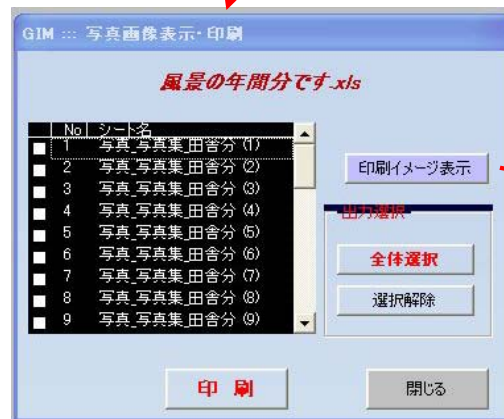 GIM ::: 写真画像表示・印刷
風景の年間分です.xls
No シート名
1 写真_写真集_田舎分 (1)
2 写真_写真集_田舎分 (2)
3 写真_写真集_田舎分 (3)
4 写真_写真集_田舎分 (4)
5 写真_写真集_田舎分 (5)
6 写真_写真集_田舎分 (6)
7 写真_写真集_田舎分 (7)
8 写真_写真集_田舎分 (8)
9 写真_写真集_田舎分 (9)
印刷イメージ表示
出力選択
全体選択
選択解除
印 刷
閉じる